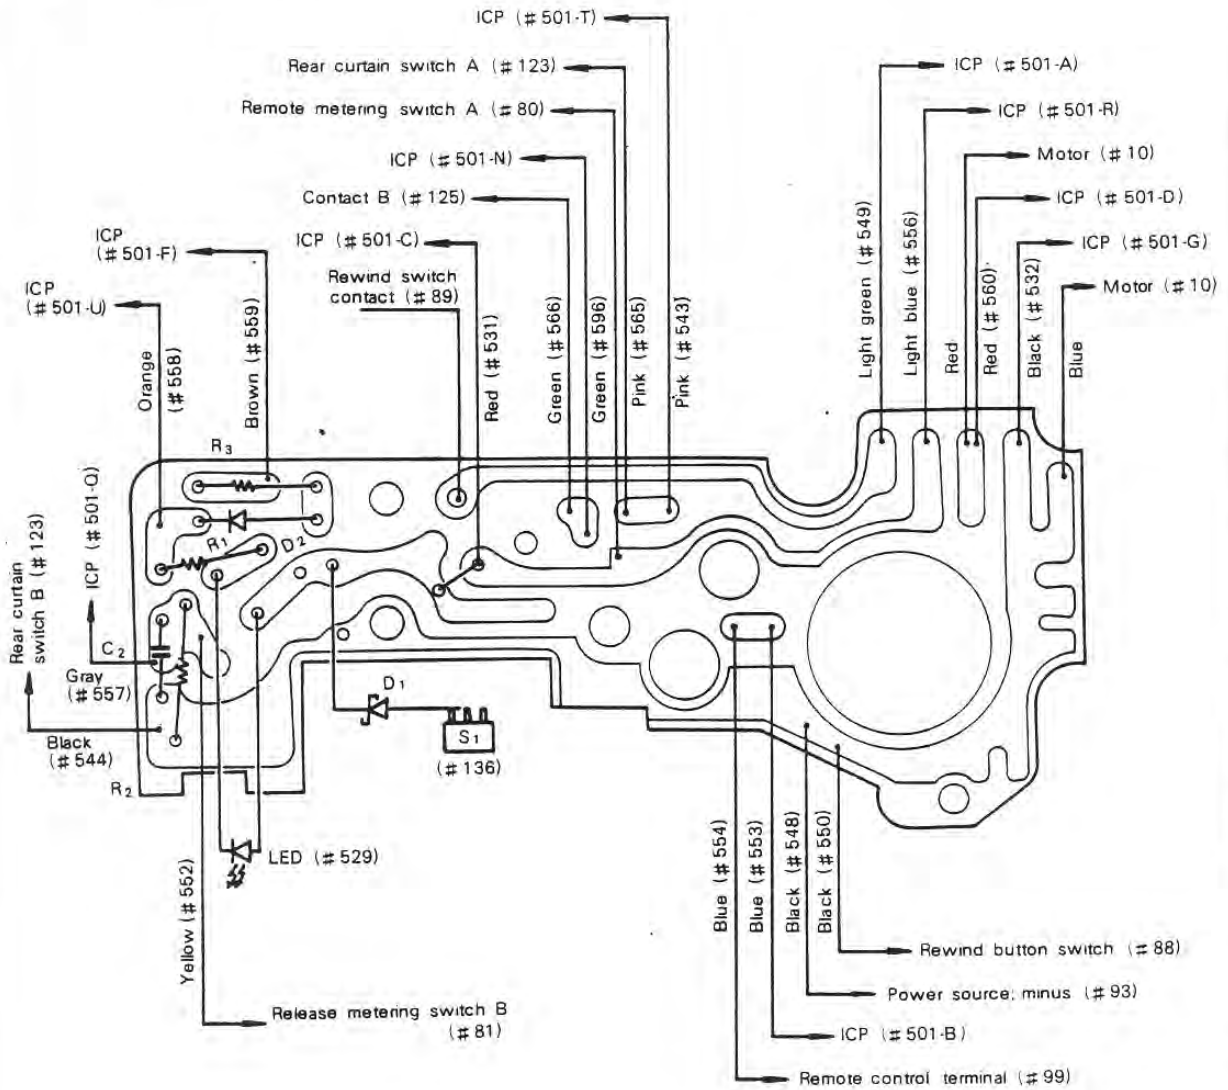 ICP (# 501-T)
Rear curtain switch A (# 123)
Remote metering switch A (# 80)
ICP (# 501-N)
Contact B (# 125)
ICP
(# 501-F)
ICP (# 501-C)
Rewind switch
contact (# 89)
ICP
(# 501-U)
ICP (# 501-A)
ICP (# 501-R)
Motor (# 10)
ICP (# 501-D)
ICP (# 501-G)
Motor (# 10)
Orange
(# 558)
Brown (# 559)
Red (# 531)
Green (# 566)
Green (# 596)
Pink (# 565)
Pink (# 543)
Light green (# 549)
Light blue (# 556)
Red
Red (# 560)
Black (# 532)
Blue
R3
R1
D2
ICP (# 501-Q)
Rear curtain
switch B (# 123)
C2
Gray
(# 557)
Black
(# 544)
R2
D1
S1
(# 136)
LED (# 529)
Yellow (# 552)
Release metering switch B
(# 81)
Blue (# 554)
Blue (# 553)
Black (# 548)
Black (# 550)
Rewind button switch (# 88)
Power source; minus (# 93)
ICP (# 501-B)
Remote control terminal (# 99)